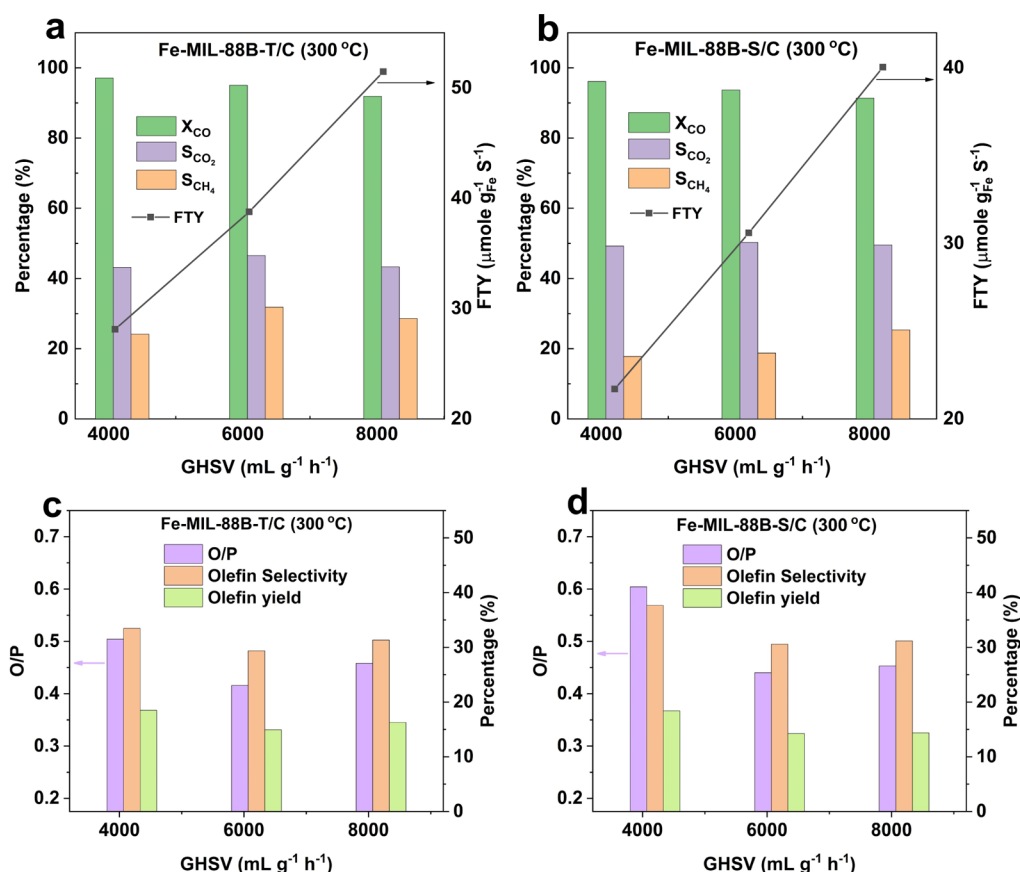 a
Fe-MIL-88B-T/C (300 °C)
100
80
60
40
20
0
Percentage (%)
X_CO
S_CO₂
S_CH₄
FTY
50
40
30
20
FTY (μmole g_Fe⁻¹ S⁻¹)
4000 6000 8000
GHSV (mL g⁻¹ h⁻¹)
b
Fe-MIL-88B-S/C (300 °C)
100
80
60
40
20
0
Percentage (%)
X_CO
S_CO₂
S_CH₄
FTY
40
30
20
FTY (μmole g_Fe⁻¹ S⁻¹)
4000 6000 8000
GHSV (mL g⁻¹ h⁻¹)
c
Fe-MIL-88B-T/C (300 °C)
0.7
0.6
0.5
0.4
0.3
0.2
O/P
O/P
Olefin Selectivity
Olefin yield
50
40
30
20
10
0
Percentage (%)
4000 6000 8000
GHSV (mL g⁻¹ h⁻¹)
d
Fe-MIL-88B-S/C (300 °C)
0.7
0.6
0.5
0.4
0.3
0.2
O/P
O/P
Olefin Selectivity
Olefin yield
50
40
30
20
10
0
Percentage (%)
4000 6000 8000
GHSV (mL g⁻¹ h⁻¹)